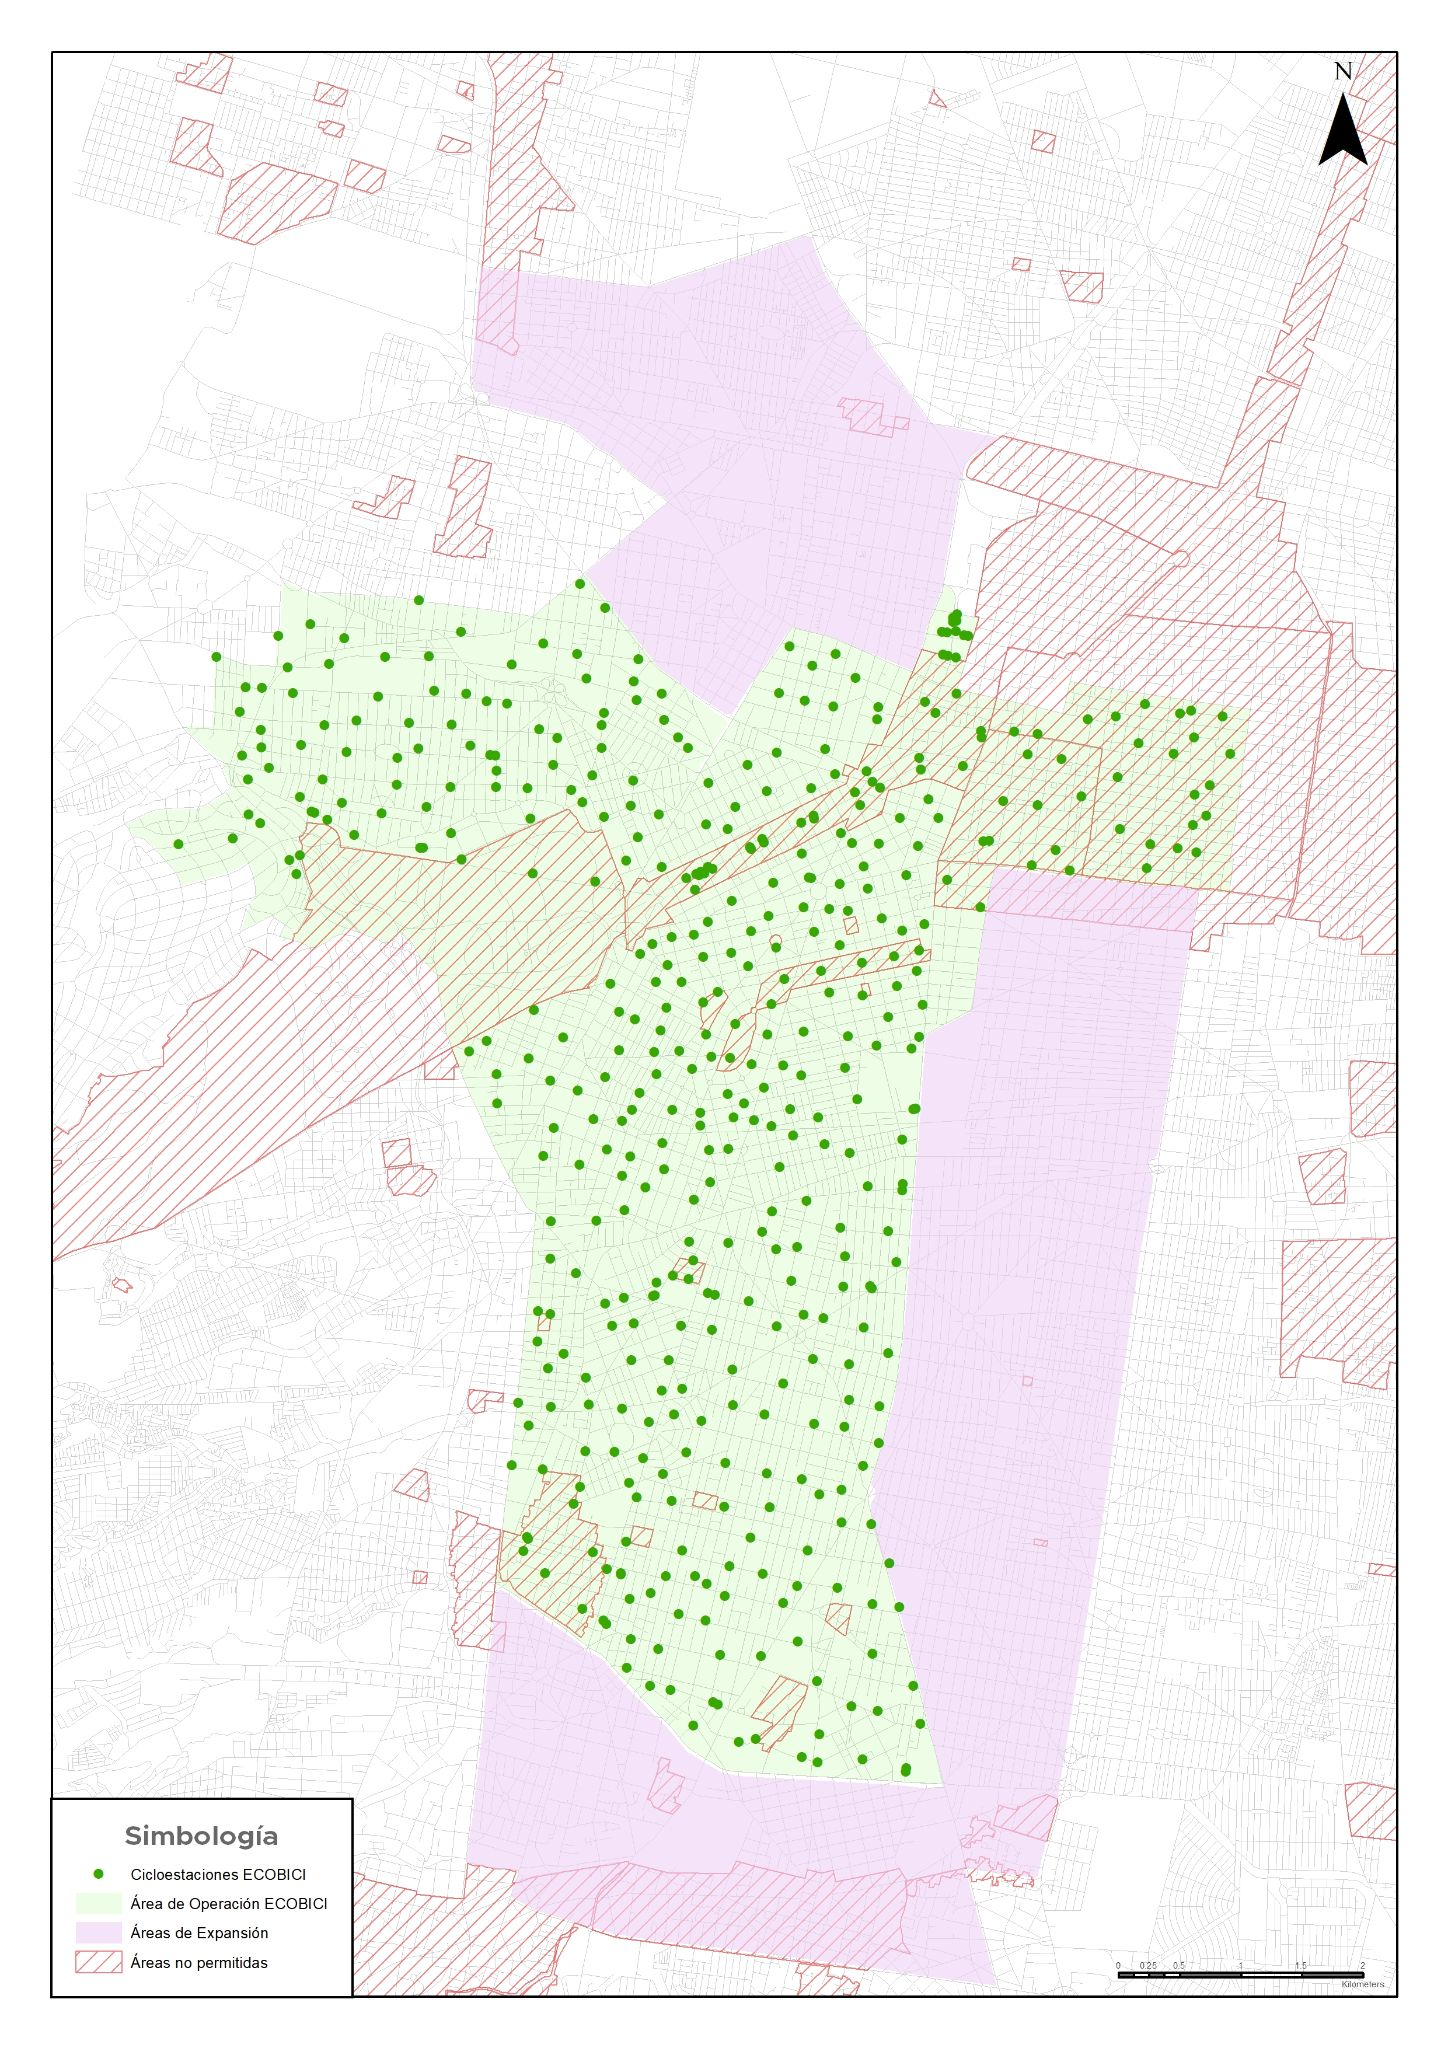 N
Simbología
Cicloestaciones ECOBICI
Área de Operación ECOBICI
Áreas de Expansión
Áreas no permitidas
0 0.25 0.5 1 1.5 2
Kilometers